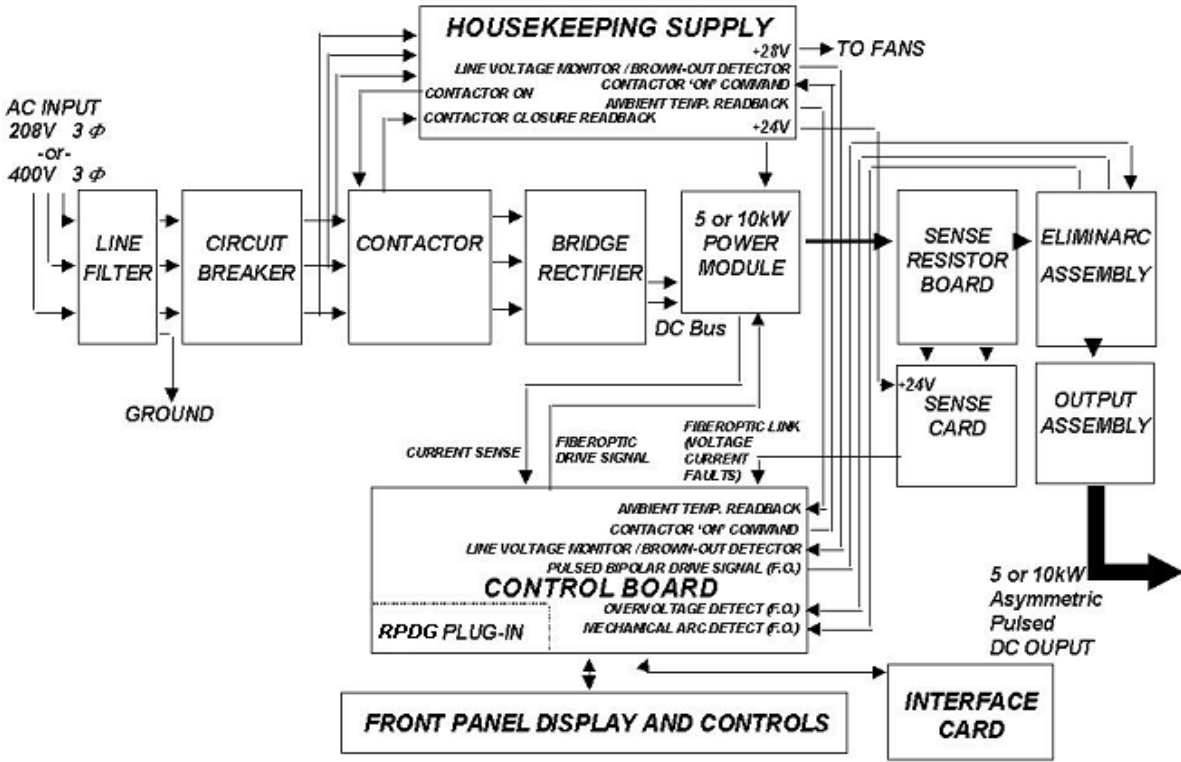 HOUSEKEEPING SUPPLY
+28V
TO FANS
LINE VOLTAGE MONITOR / BROWN-OUT DETECTOR
CONTACTOR 'ON' COMMAND
CONTACTOR ON
AMBIENT TEMP. READBACK
CONTACTOR CLOSURE READBACK
+24V
AC INPUT
208V 3 Φ
-or-
400V 3 Φ
LINE
FILTER
CIRCUIT
BREAKER
CONTACTOR
BRIDGE
RECTIFIER
5 or 10kW
POWER
MODULE
SENSE
RESISTOR
BOARD
ELIMINARC
ASSEMBLY
DC Bus
GROUND
+24V
SENSE
CARD
OUTPUT
ASSEMBLY
CURRENT SENSE
FIBEROPTIC
DRIVE SIGNAL
FIBEROPTIC LINK
(VOLTAGE
CURRENT
FAULTS)
AMBIENT TEMP. READBACK
CONTACTOR 'ON' COMMAND
LINE VOLTAGE MONITOR / BROWN-OUT DETECTOR
PULSED BIPOLAR DRIVE SIGNAL (F.O.)
CONTROL BOARD
OVERVOLTAGE DETECT (F.O.)
RPDG PLUG-IN
MECHANICAL ARC DETECT (F.O.)
5 or 10kW
Asymmetric
Pulsed
DC OUPUT
FRONT PANEL DISPLAY AND CONTROLS
INTERFACE
CARD